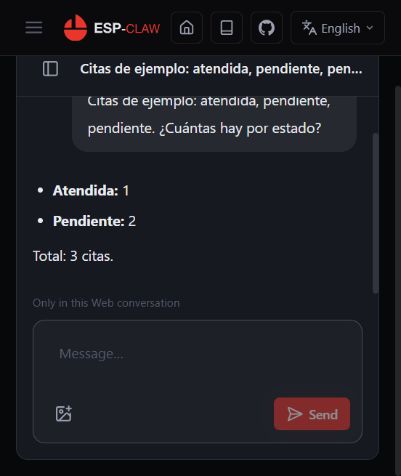 ESP-CLAW
English
Citas de ejemplo: atendida, pendiente, pen...
Citas de ejemplo: atendida, pendiente,
pendiente. ¿Cuántas hay por estado?
• Atendida: 1
• Pendiente: 2
Total: 3 citas.
Only in this Web conversation
Message...
Send